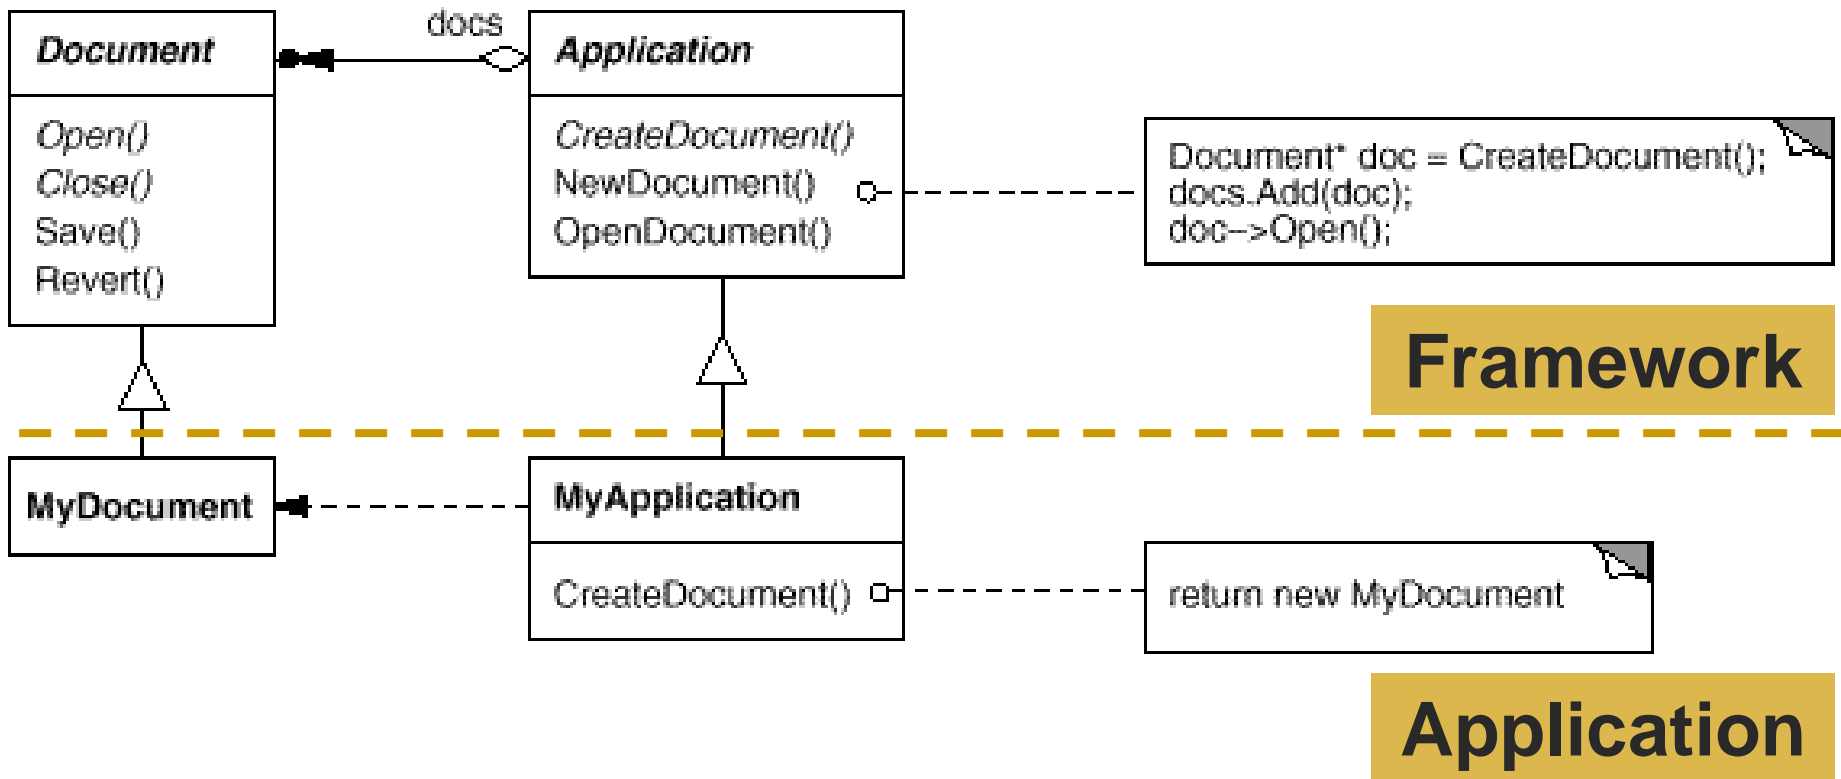 docs
Document
Open()
Close()
Save()
Revert()
Application
CreateDocument()
NewDocument()
OpenDocument()
Document* doc = CreateDocument();
docs.Add(doc);
doc->Open();
Framework
MyDocument
MyApplication
CreateDocument()
return new MyDocument
Application